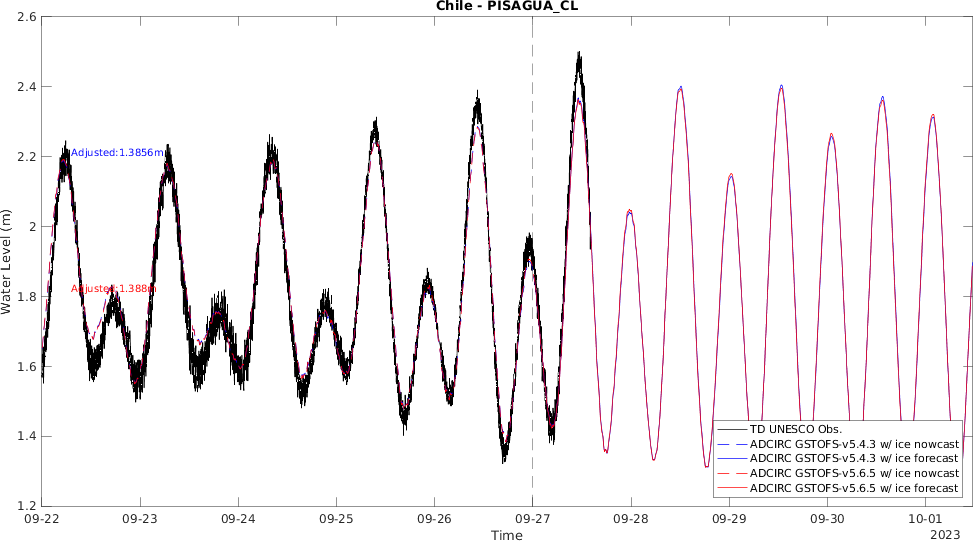 Chile - PISAGUA_CL
2.6
2.4
2.2
2
1.8
1.6
1.4
1.2
Water Level (m)
Adjusted:1.3856m
Adjusted:1.388m
TD UNESCO Obs.
ADCIRC GSTOFS-v5.4.3 w/ ice nowcast
ADCIRC GSTOFS-v5.4.3 w/ ice forecast
ADCIRC GSTOFS-v5.6.5 w/ ice nowcast
ADCIRC GSTOFS-v5.6.5 w/ ice forecast
09-22 09-23 09-24 09-25 09-26 09-27 09-28 09-29 09-30 10-01
Time
2023